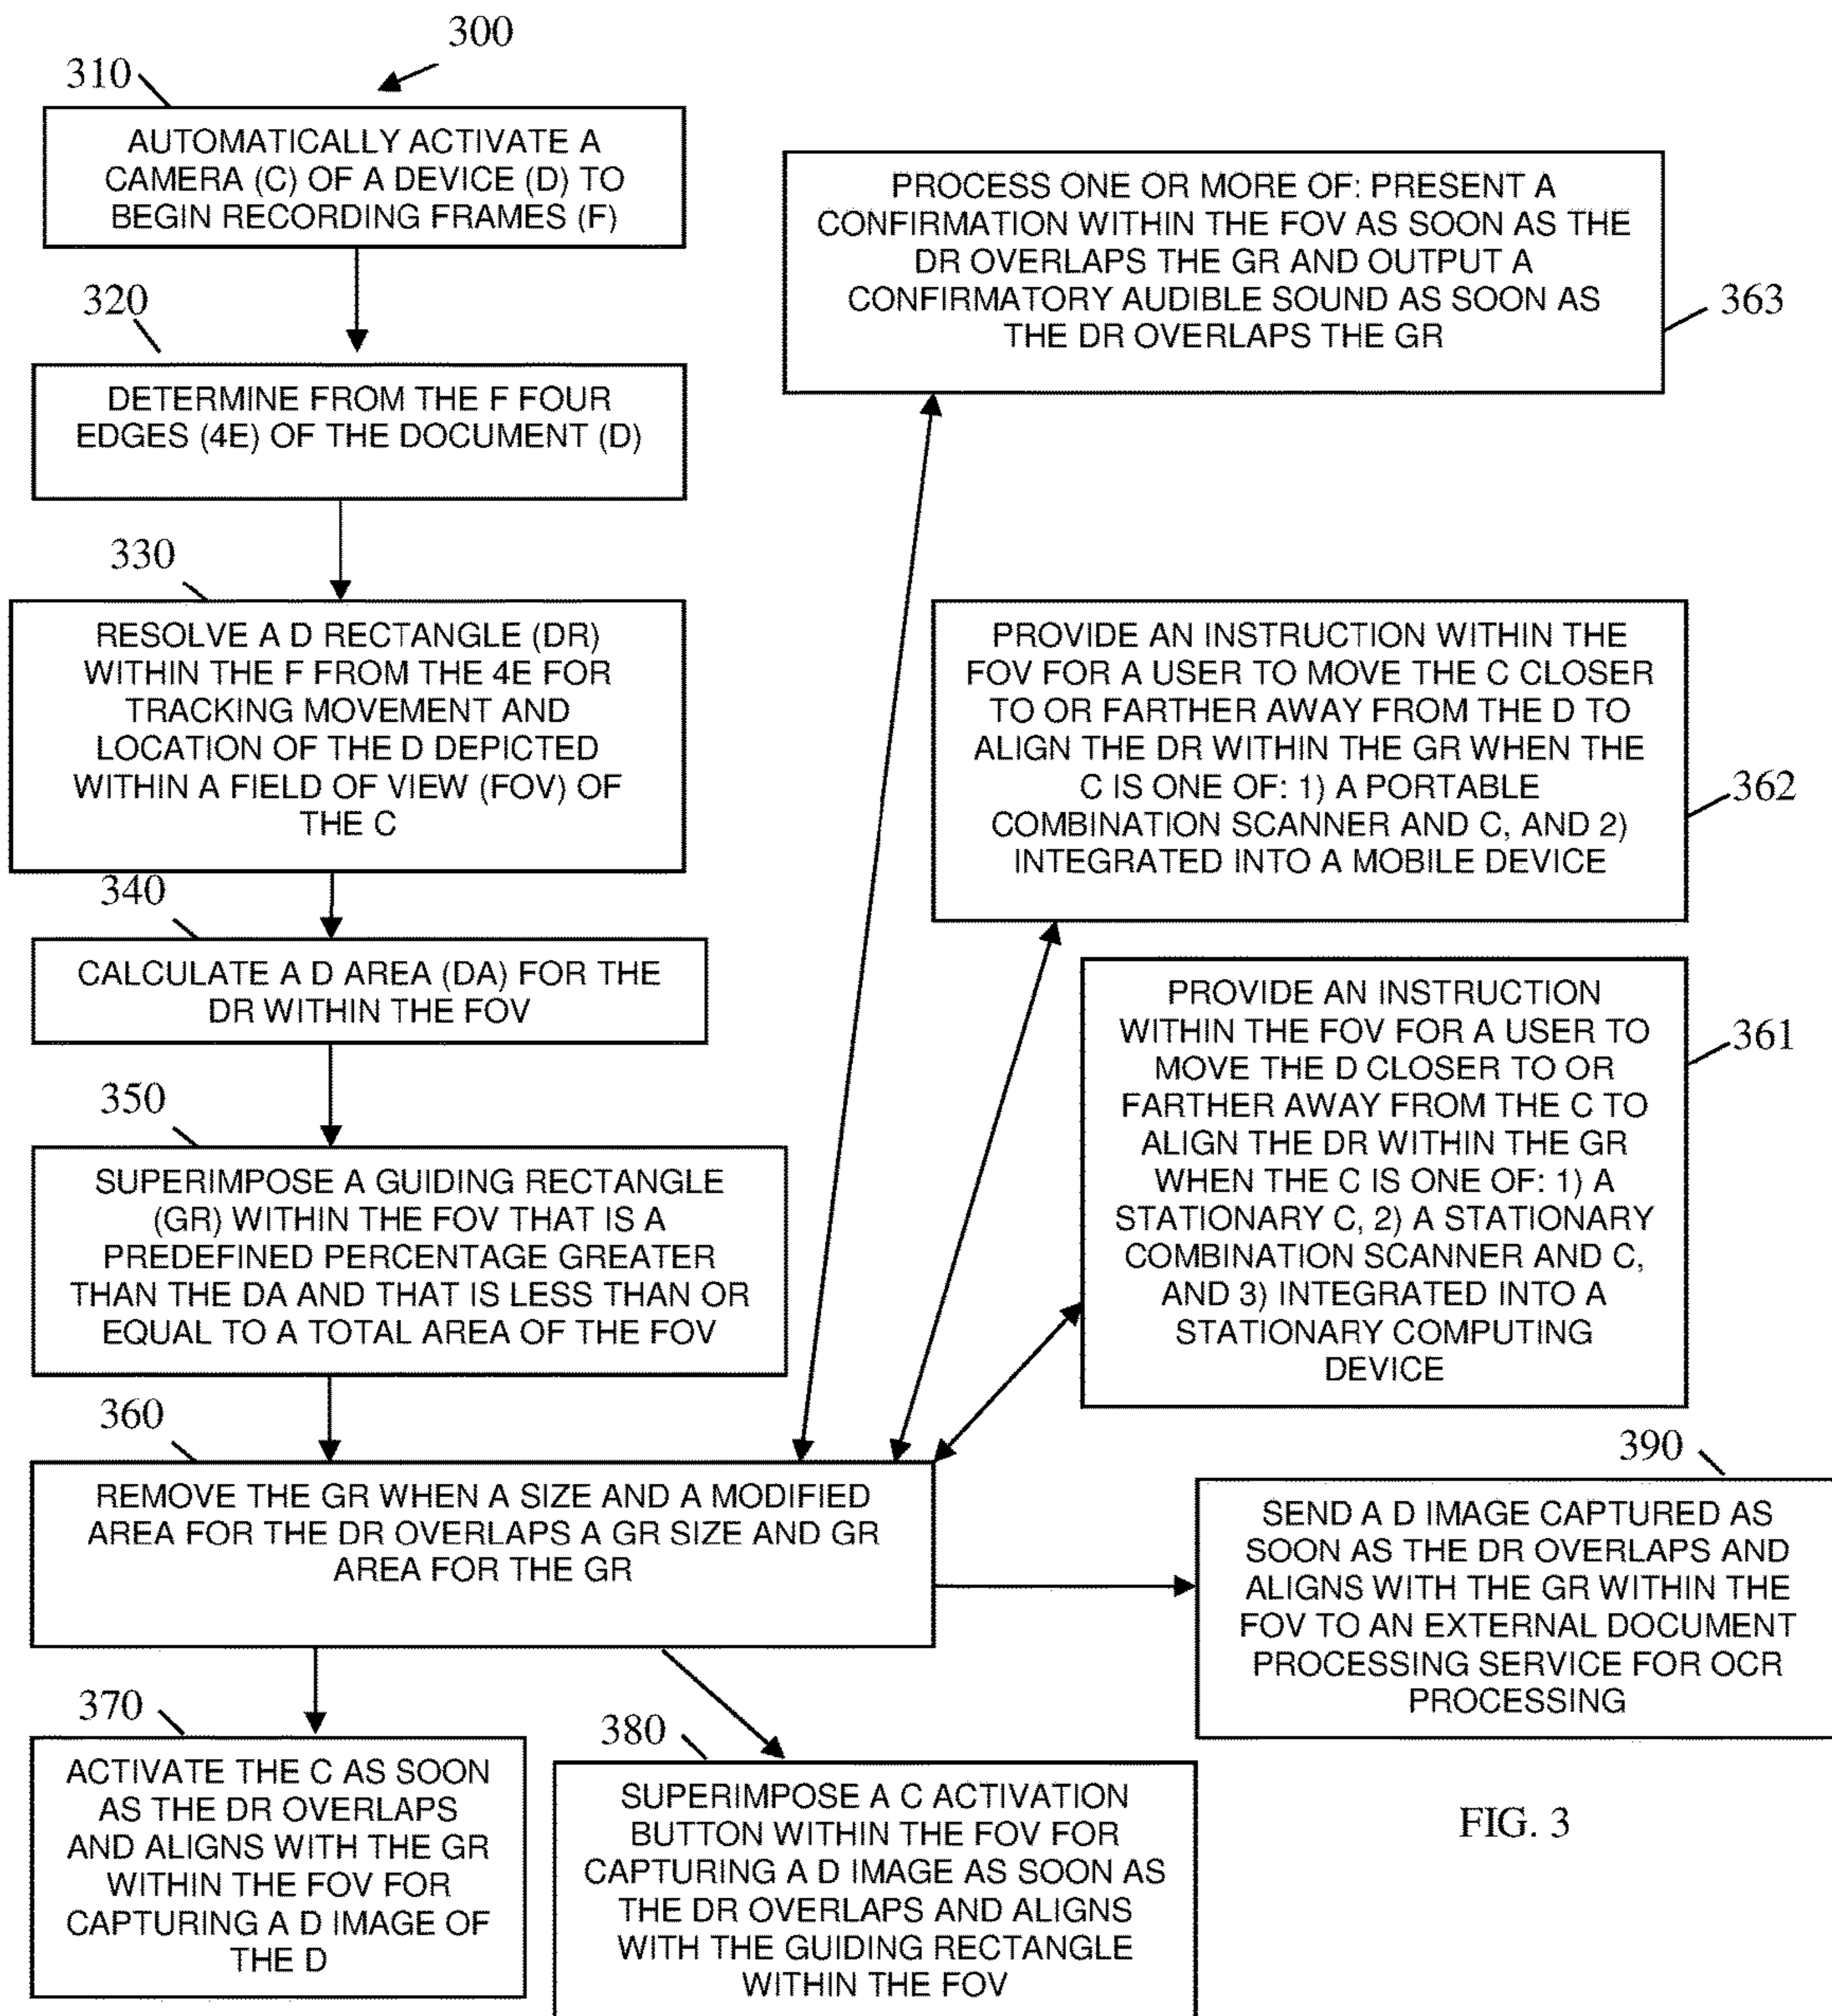 300
310
AUTOMATICALLY ACTIVATE A
CAMERA (C) OF A DEVICE (D) TO
BEGIN RECORDING FRAMES (F)
320
DETERMINE FROM THE F FOUR
EDGES (4E) OF THE DOCUMENT (D)
330
RESOLVE A D RECTANGLE (DR)
WITHIN THE F FROM THE 4E FOR
TRACKING MOVEMENT AND
LOCATION OF THE D DEPICTED
WITHIN A FIELD OF VIEW (FOV) OF
THE C
340
CALCULATE A D AREA (DA) FOR THE
DR WITHIN THE FOV
350
SUPERIMPOSE A GUIDING RECTANGLE
(GR) WITHIN THE FOV THAT IS A
PREDEFINED PERCENTAGE GREATER
THAN THE DA AND THAT IS LESS THAN OR
EQUAL TO A TOTAL AREA OF THE FOV
360
REMOVE THE GR WHEN A SIZE AND A MODIFIED
AREA FOR THE DR OVERLAPS A GR SIZE AND GR
AREA FOR THE GR
363
PROCESS ONE OR MORE OF: PRESENT A
CONFIRMATION WITHIN THE FOV AS SOON AS THE
DR OVERLAPS THE GR AND OUTPUT A
CONFIRMATORY AUDIBLE SOUND AS SOON AS
THE DR OVERLAPS THE GR
362
PROVIDE AN INSTRUCTION WITHIN THE
FOV FOR A USER TO MOVE THE C CLOSER
TO OR FARTHER AWAY FROM THE D TO
ALIGN THE DR WITHIN THE GR WHEN THE
C IS ONE OF: 1) A PORTABLE
COMBINATION SCANNER AND C, AND 2)
INTEGRATED INTO A MOBILE DEVICE
361
PROVIDE AN INSTRUCTION
WITHIN THE FOV FOR A USER TO
MOVE THE D CLOSER TO OR
FARTHER AWAY FROM THE C TO
ALIGN THE DR WITHIN THE GR
WHEN THE C IS ONE OF: 1) A
STATIONARY C, 2) A STATIONARY
COMBINATION SCANNER AND C,
AND 3) INTEGRATED INTO A
STATIONARY COMPUTING
DEVICE
390
SEND A D IMAGE CAPTURED AS
SOON AS THE DR OVERLAPS AND
ALIGNS WITH THE GR WITHIN THE
FOV TO AN EXTERNAL DOCUMENT
PROCESSING SERVICE FOR OCR
PROCESSING
370
ACTIVATE THE C AS SOON
AS THE DR OVERLAPS
AND ALIGNS WITH THE GR
WITHIN THE FOV FOR
CAPTURING A D IMAGE OF
THE D
380
SUPERIMPOSE A C ACTIVATION
BUTTON WITHIN THE FOV FOR
CAPTURING A D IMAGE AS SOON AS
THE DR OVERLAPS AND ALIGNS
WITH THE GUIDING RECTANGLE
WITHIN THE FOV
FIG. 3